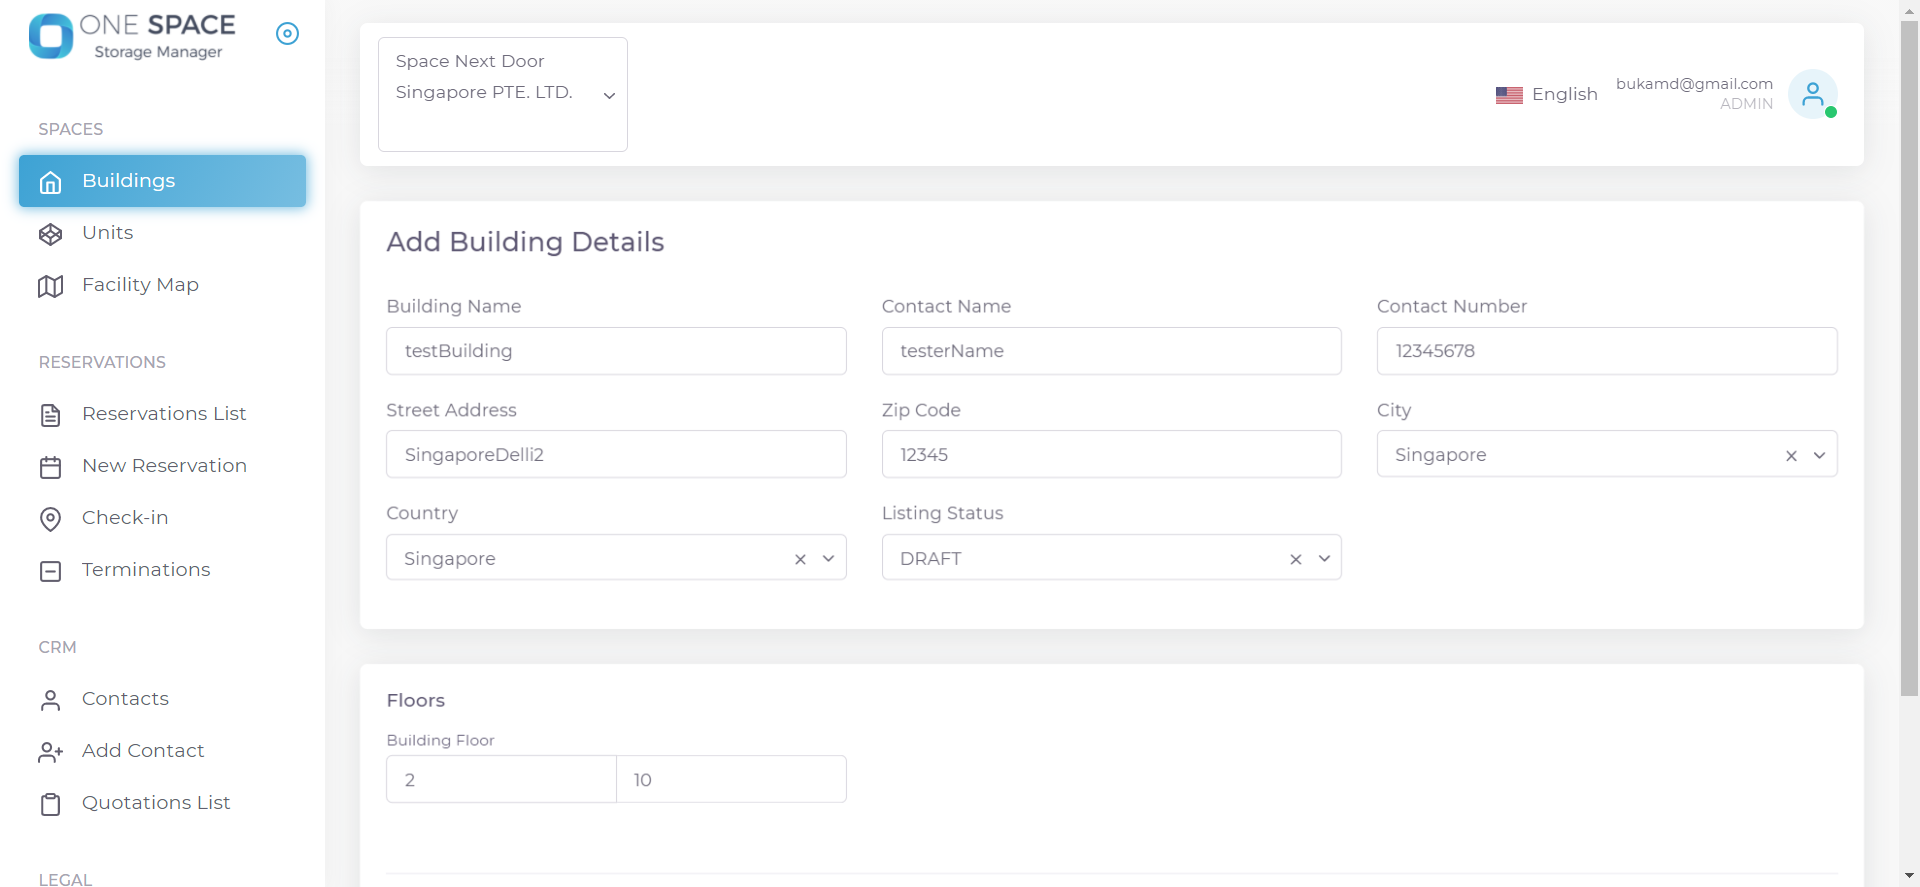 ONE SPACE
Storage Manager
SPACES
Buildings
Units
Facility Map
RESERVATIONS
Reservations List
New Reservation
Check-in
Terminations
CRM
Contacts
Add Contact
Quotations List
LEGAL
Space Next Door
Singapore PTE. LTD.
English
bukamd@gmail.com
ADMIN
Add Building Details
Building Name
Contact Name
Contact Number
testBuilding
testerName
12345678
Street Address
Zip Code
City
SingaporeDelli2
12345
Singapore
Country
Listing Status
Singapore
DRAFT
Floors
Building Floor
2
10